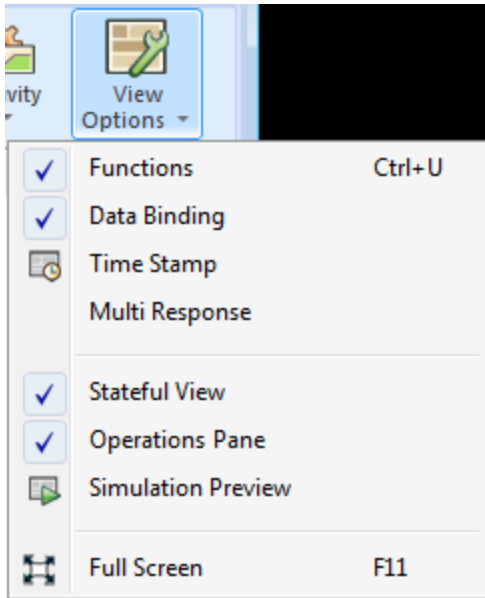 vity
View
Options
Functions Ctrl+U
Data Binding
Time Stamp
Multi Response
Stateful View
Operations Pane
Simulation Preview
Full Screen F11